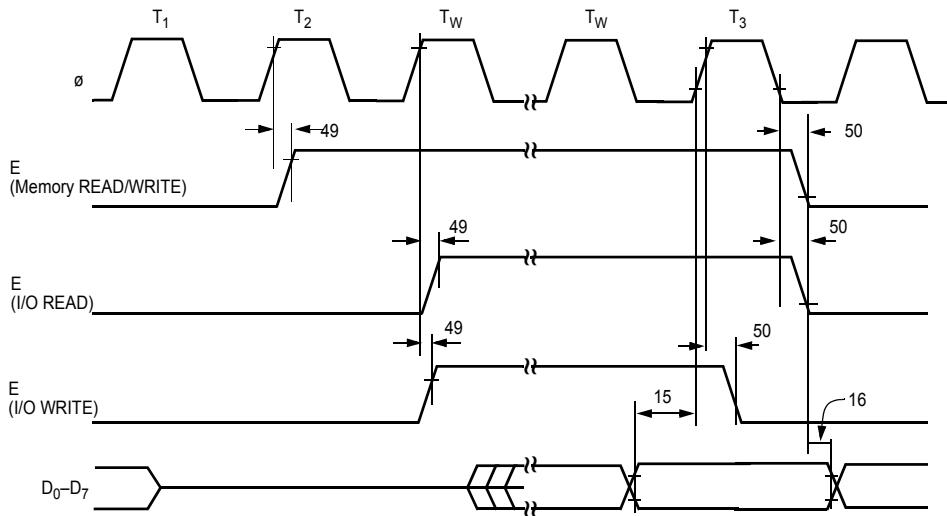 T1 T2 TW TW T3
ø
49 50
E
(Memory READ/WRITE)
49 50
E
(I/O READ)
49 50
E
(I/O WRITE)
15 16
D0–D7